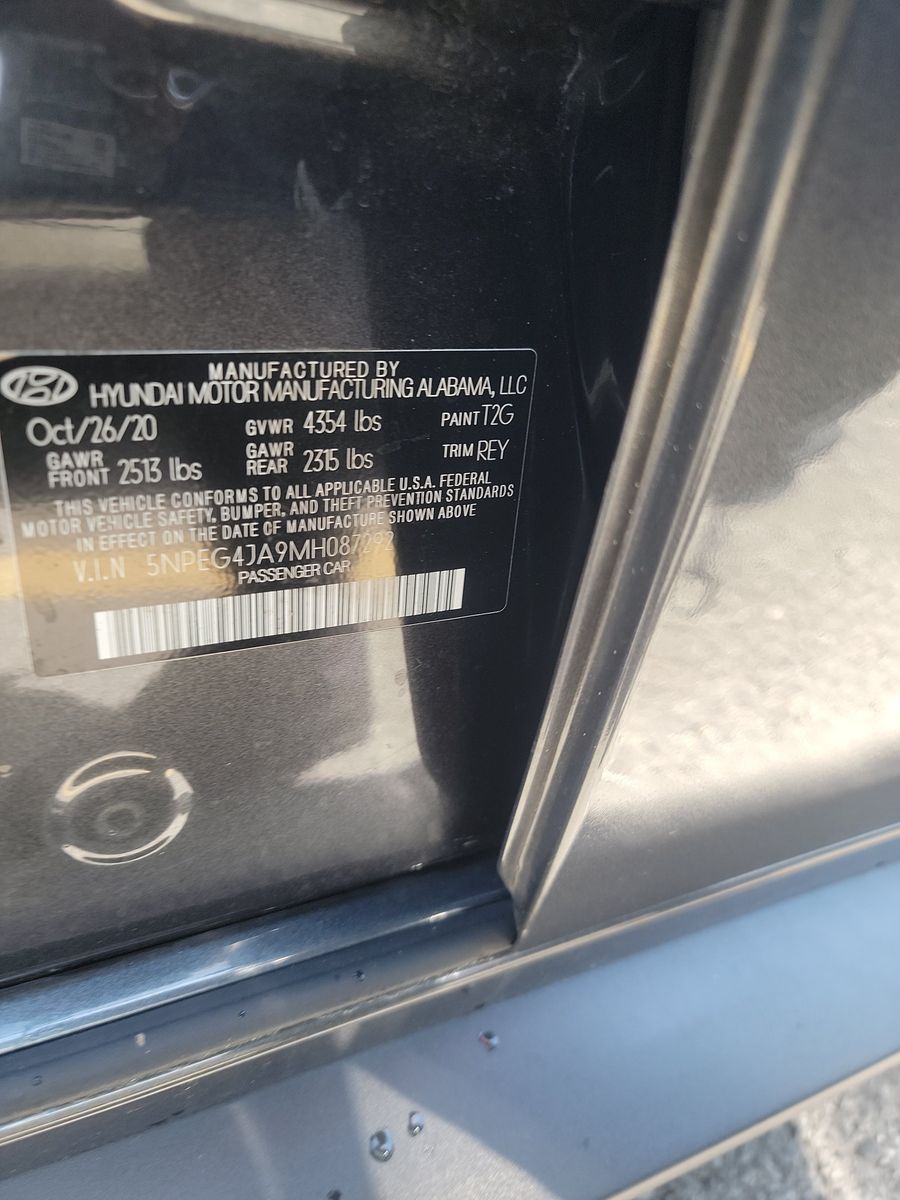 MANUFACTURED BY
HYUNDAI MOTOR MANUFACTURING ALABAMA, LLC
Oct/26/20 GVWR 4354 lbs PAINT T2G
GAWR FRONT 2513 lbs GAWR REAR 2315 lbs TRIM REY
THIS VEHICLE CONFORMS TO ALL APPLICABLE U.S.A. FEDERAL
MOTOR VEHICLE SAFETY, BUMPER, AND THEFT PREVENTION STANDARDS
IN EFFECT ON THE DATE OF MANUFACTURE SHOWN ABOVE
V.I.N 5NPEG4JA9MH087292
PASSENGER CAR